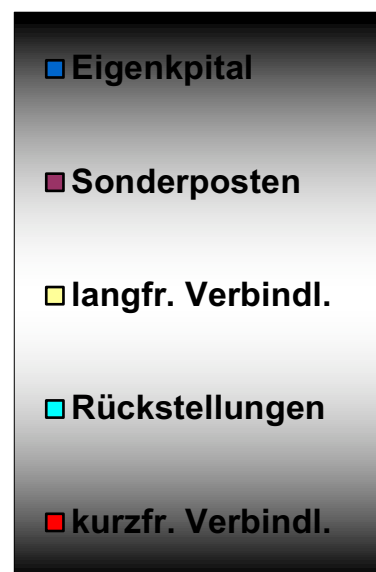 Eigenkpital
Sonderposten
langfr. Verbindl.
Rückstellungen
kurzfr. Verbindl.